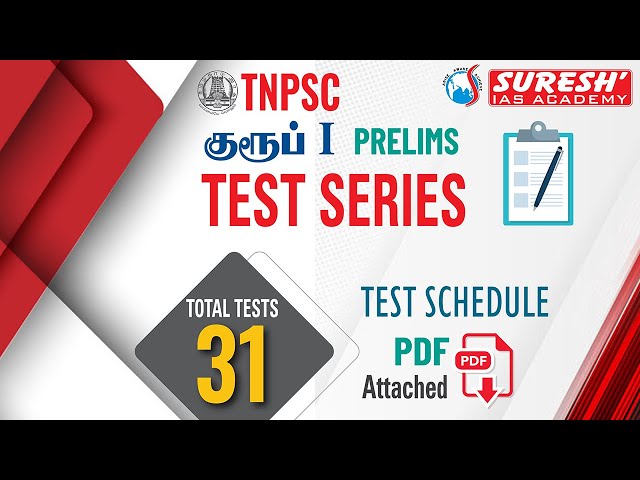 TNPSC
குரூப் I PRELIMS
TEST SERIES
SURESH'
IAS ACADEMY
TOTAL TESTS
31
TEST SCHEDULE
PDF
Attached
PDF